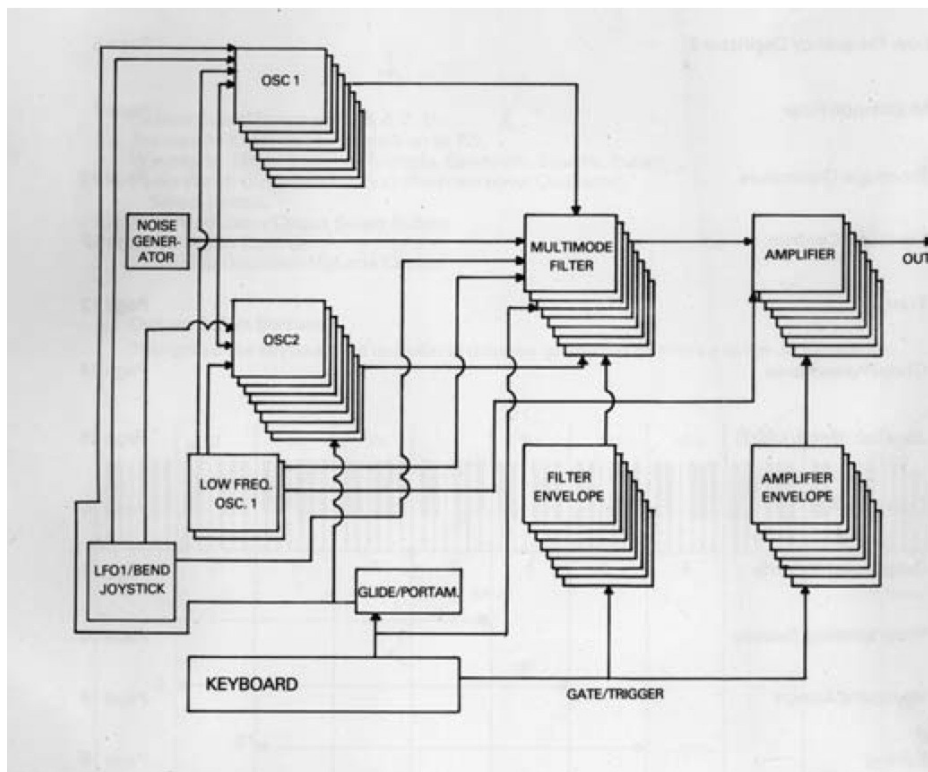 OSC 1
NOISE
GENER-
ATOR
MULTIMODE
FILTER
AMPLIFIER
OUT
OSC2
LOW FREQ.
OSC. 1
FILTER
ENVELOPE
AMPLIFIER
ENVELOPE
LFO1/BEND
JOYSTICK
GLIDE/PORTAM.
KEYBOARD
GATE/TRIGGER